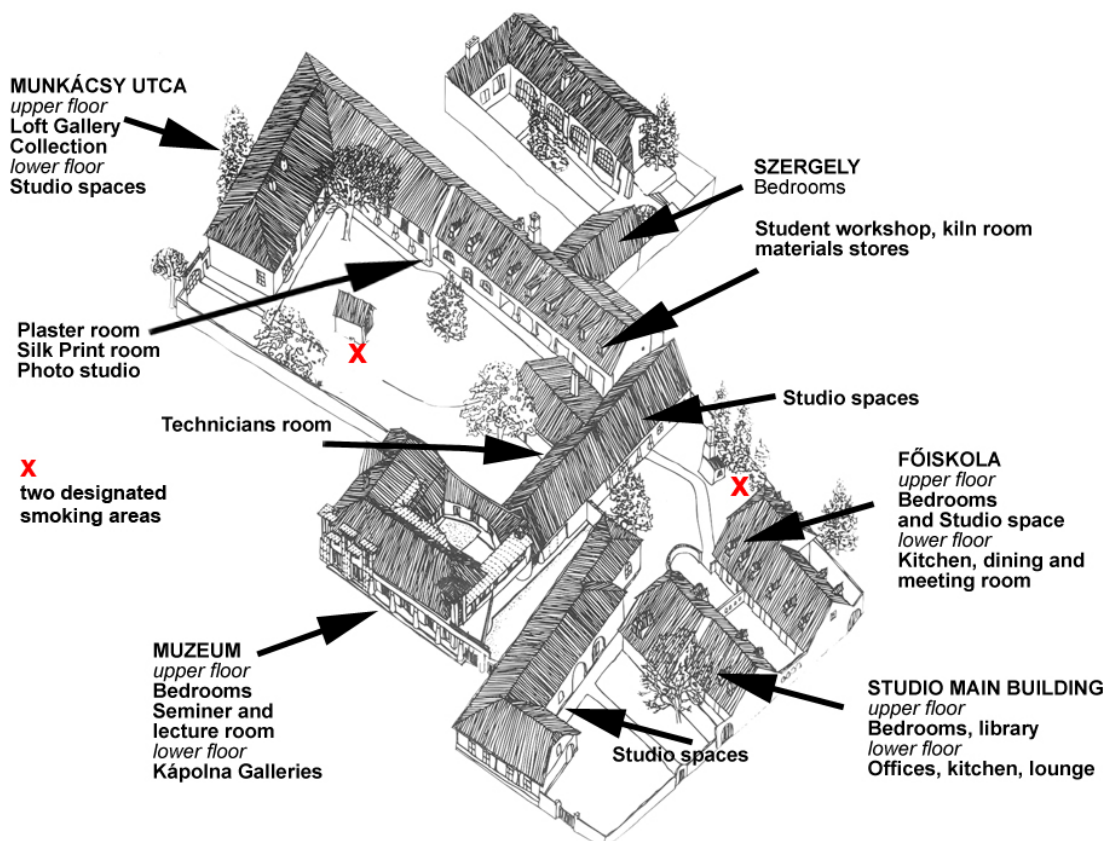 MUNKÁCSY UTCA
upper floor
Loft Gallery
Collection
lower floor
Studio spaces
SZERGELY
Bedrooms
Student workshop, kiln room
materials stores
Plaster room
Silk Print room
Photo studio
X
Studio spaces
Technicians room
X
two designated
smoking areas
X
FŐISKOLA
upper floor
Bedrooms
and Studio space
lower floor
Kitchen, dining and
meeting room
MUZEUM
upper floor
Bedrooms
Seminer and
lecture room
lower floor
Kápolna Galleries
Studio spaces
STUDIO MAIN BUILDING
upper floor
Bedrooms, library
lower floor
Offices, kitchen, lounge